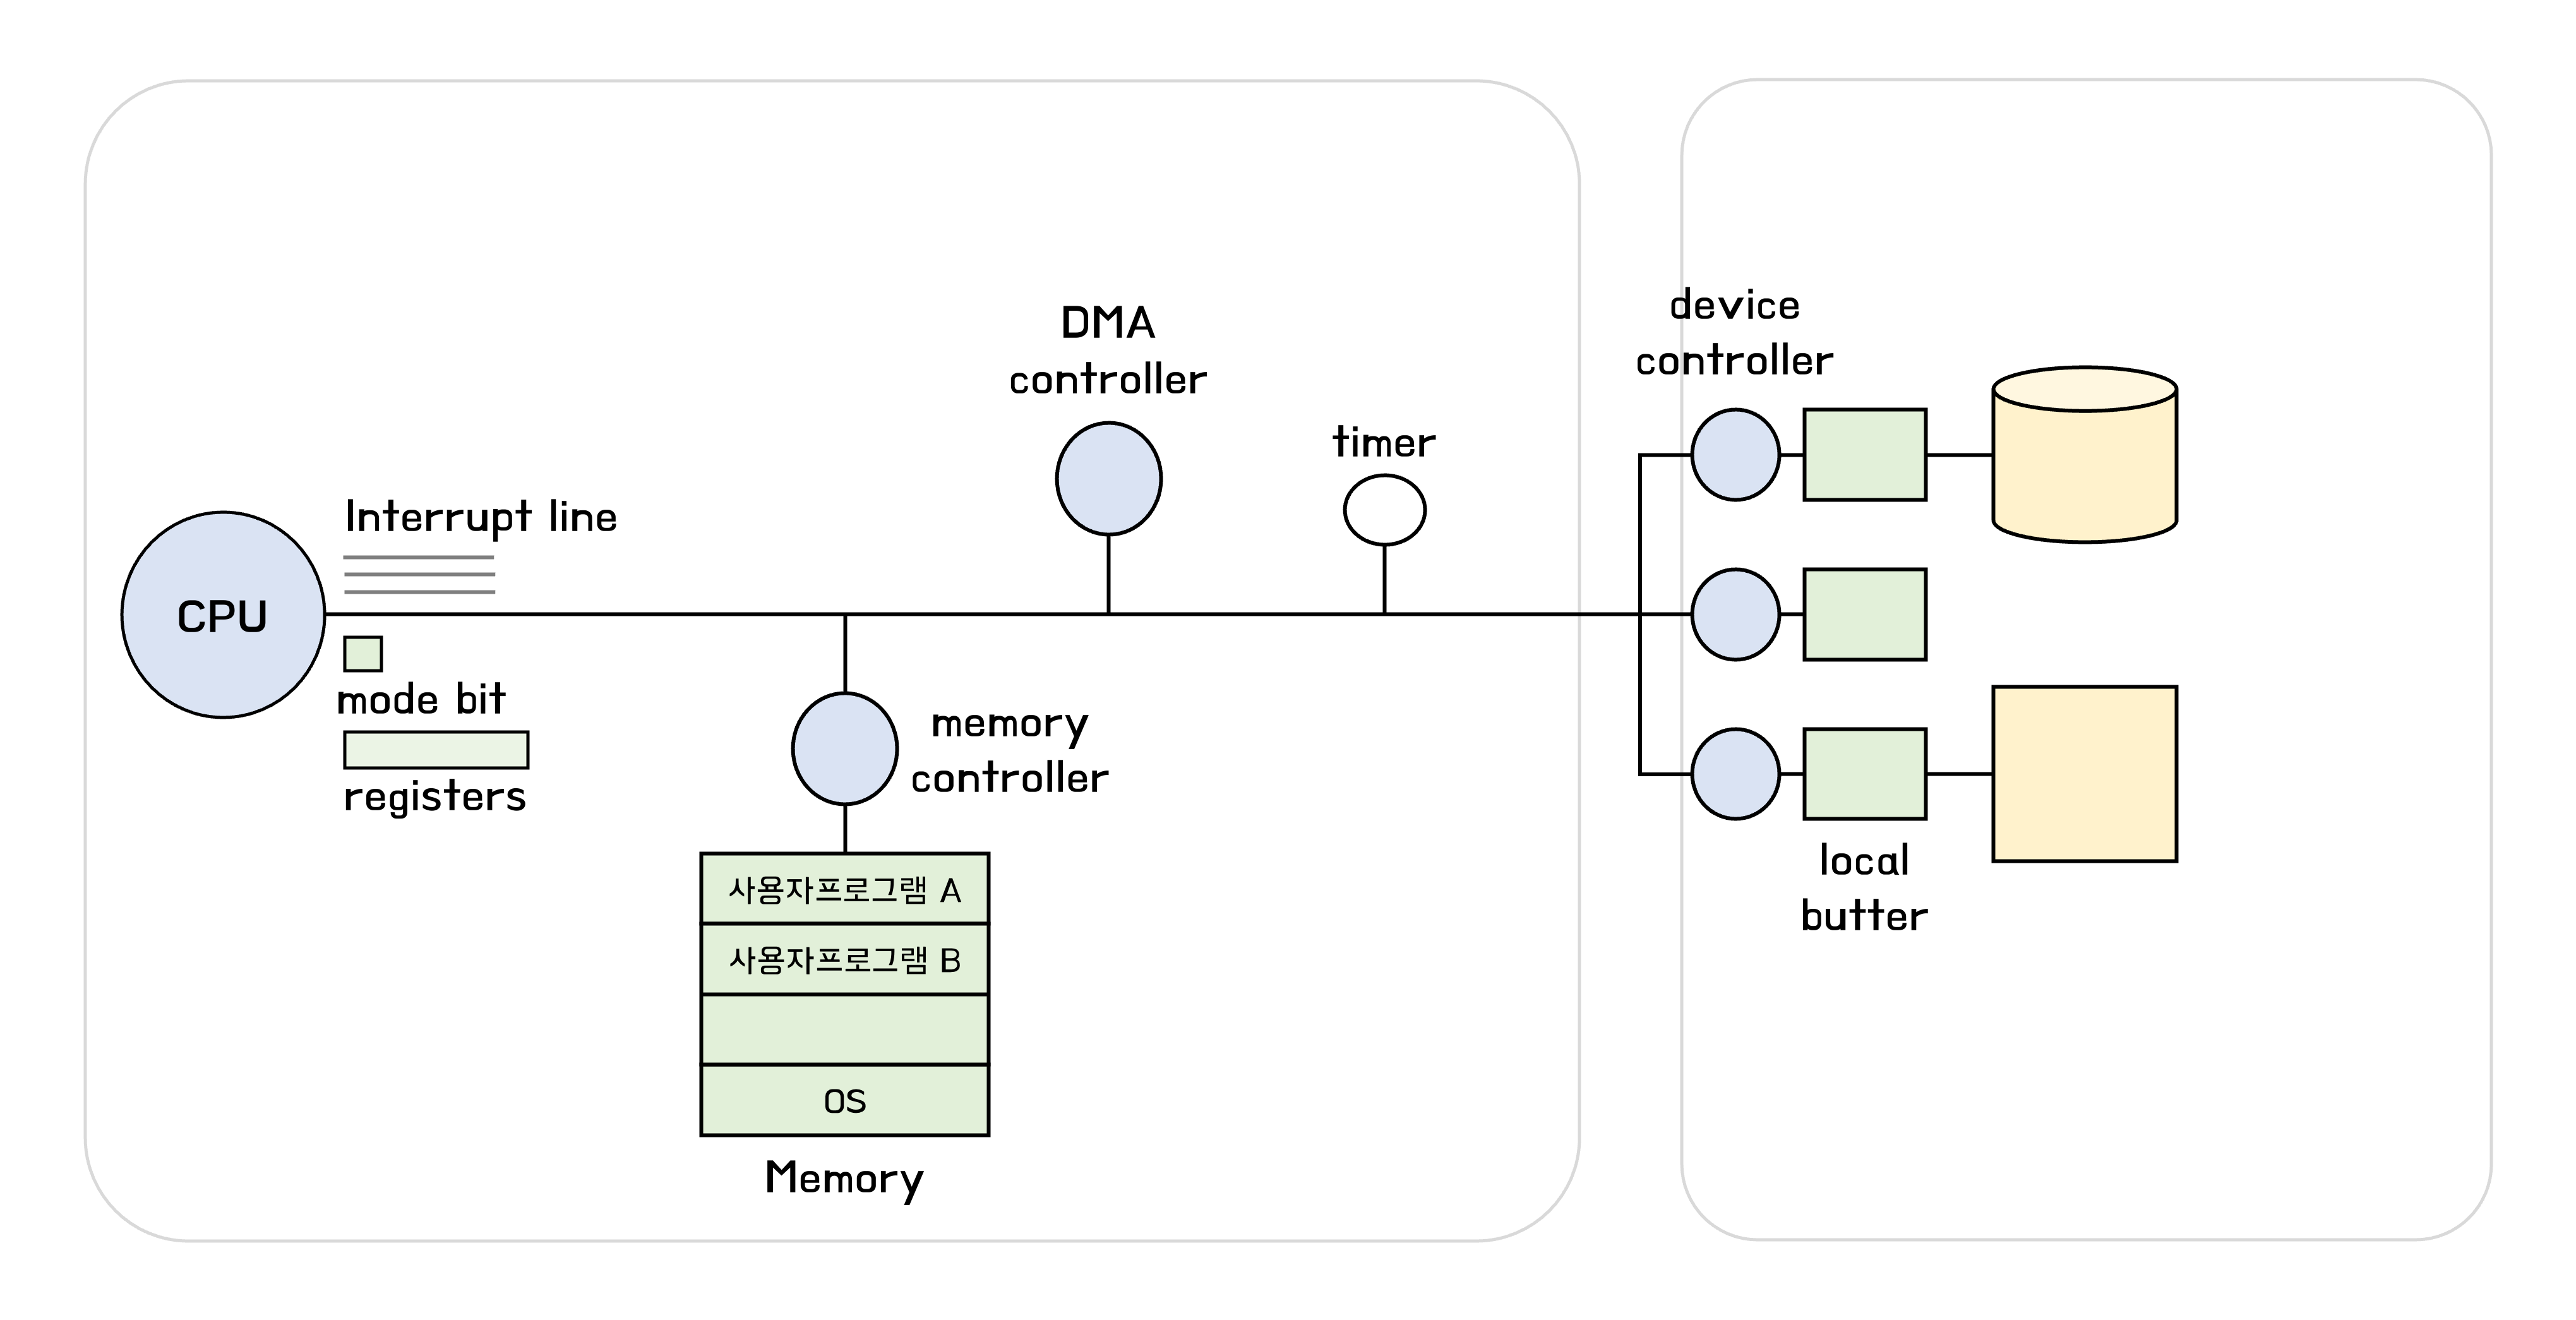 CPU
Interrupt line
mode bit
registers
DMA
controller
timer
memory
controller
사용자프로그램 A
사용자프로그램 B
OS
Memory
device
controller
local
butter